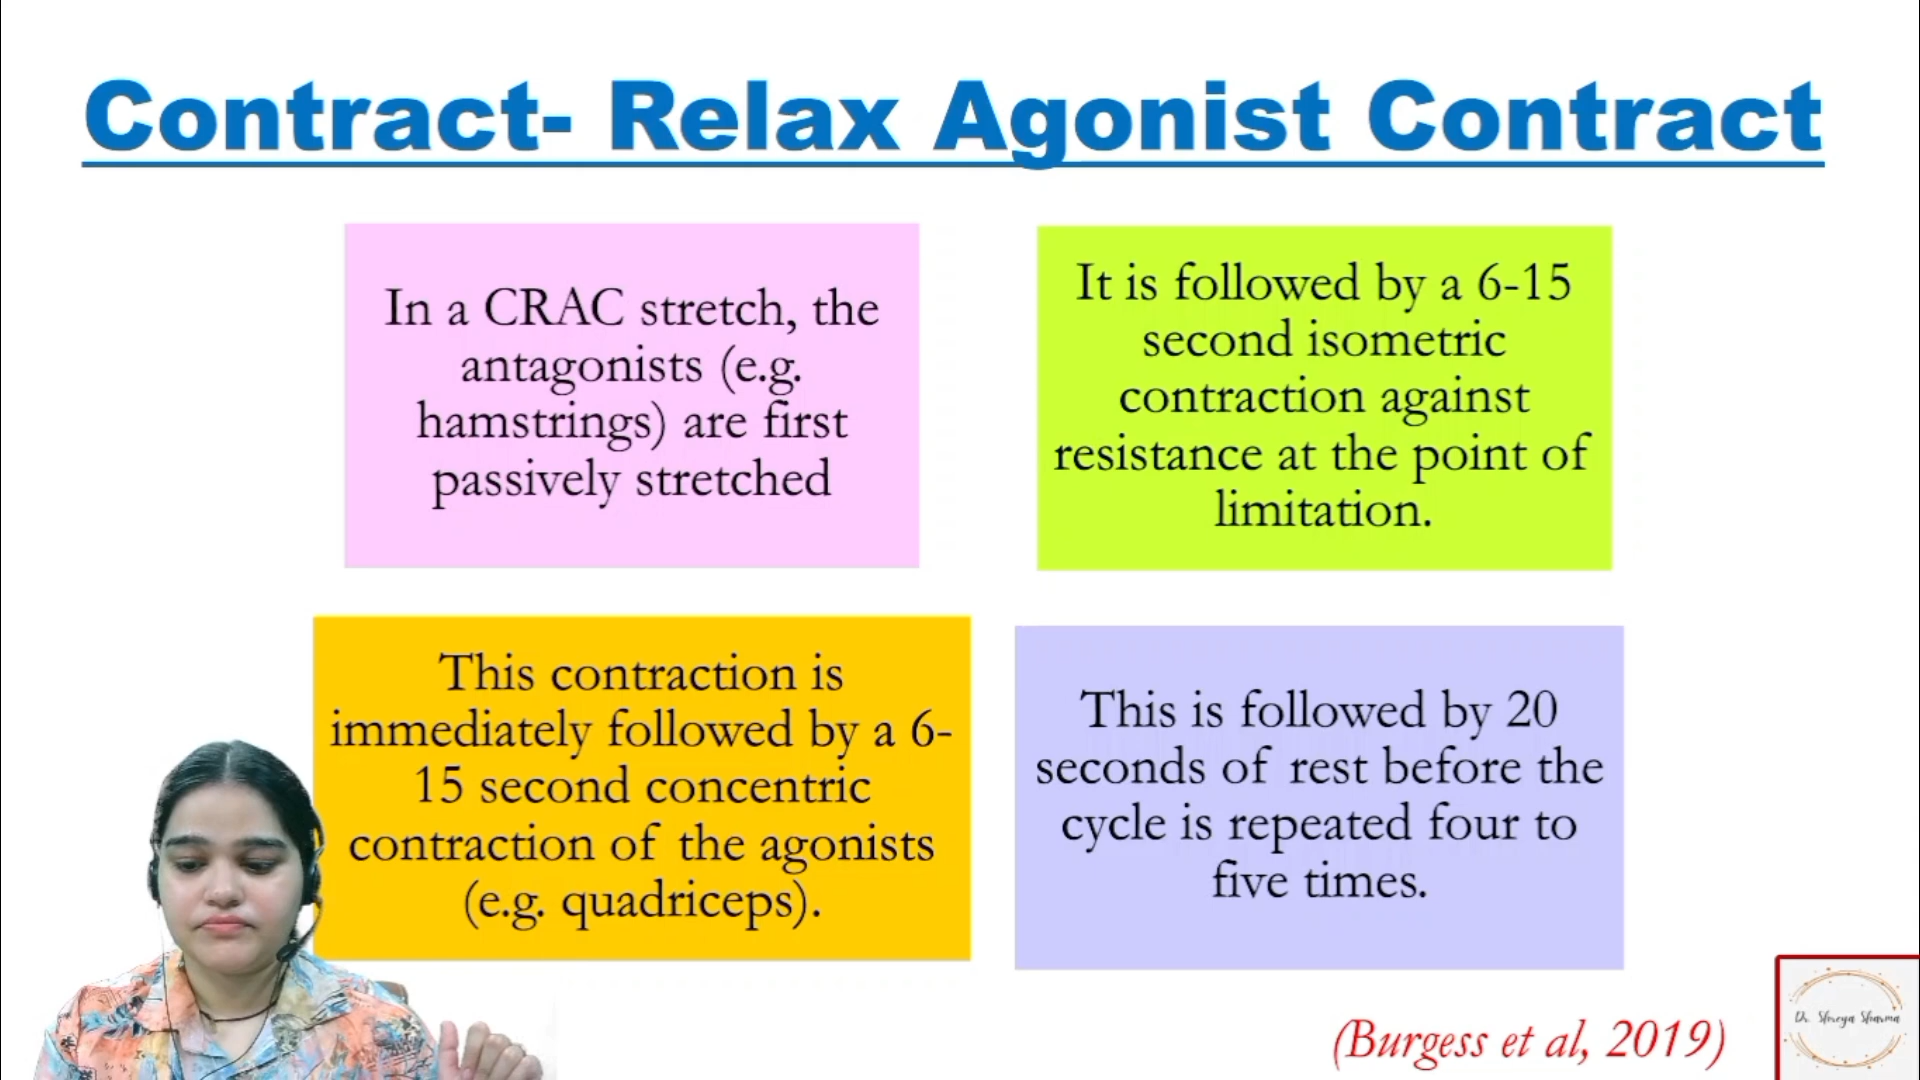 Contract- Relax Agonist Contract
In a CRAC stretch, the
antagonists (e.g.
hamstrings) are first
passively stretched
It is followed by a 6-15
second isometric
contraction against
resistance at the point of
limitation.
This contraction is
immediately followed by a 6-
15 second concentric
contraction of the agonists
(e.g. quadriceps).
This is followed by 20
seconds of rest before the
cycle is repeated four to
five times.
(Burgess et al, 2019)
Dr. Shreya Sharma